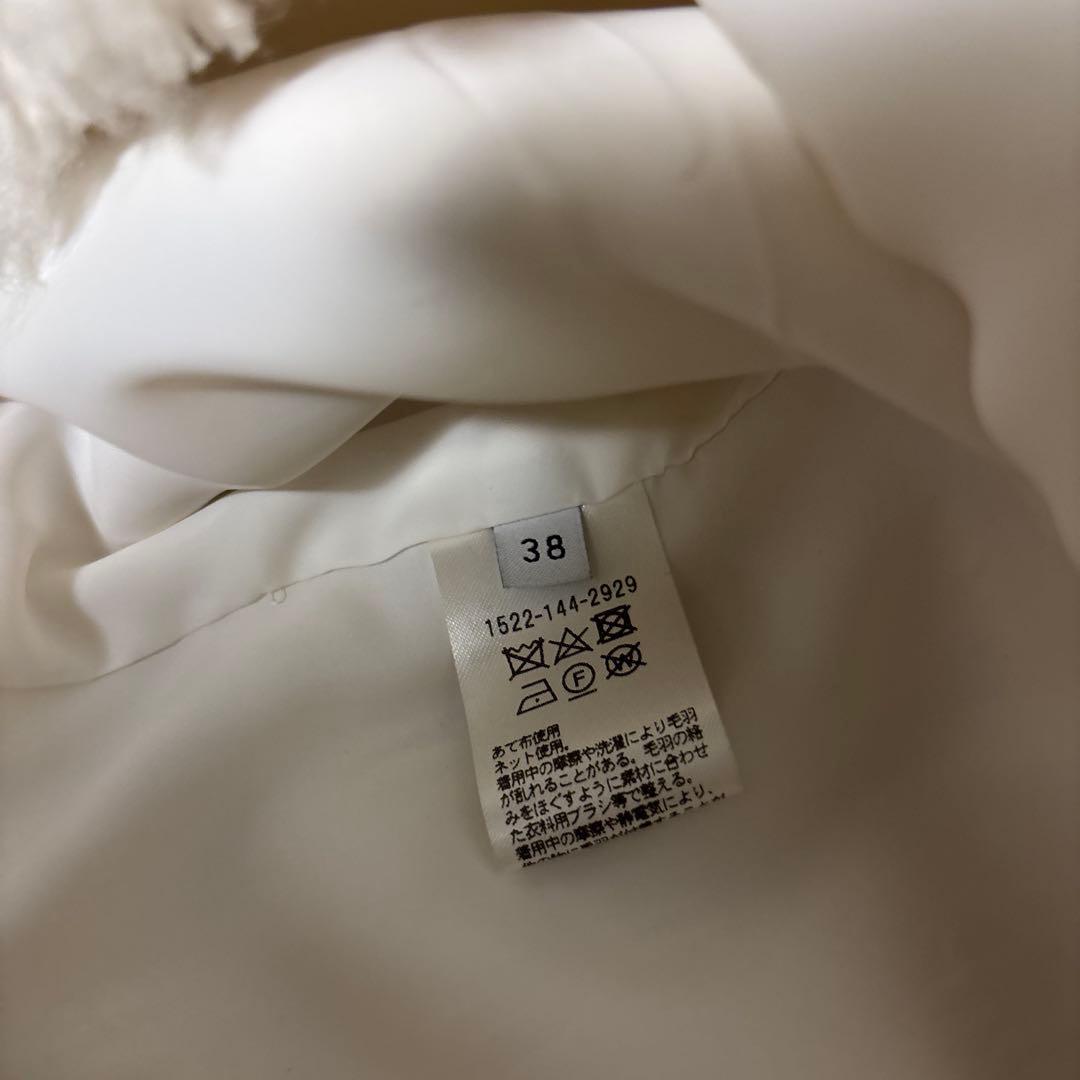 38
1522-144-2929
F
W
あて布使用
ネット使用。
着用中の摩擦や洗濯により毛羽
が乱れることがある。毛羽の絡
みをほぐすように素材に合わせ
た衣料用ブラシ等で整える。
着用中の摩擦や静電気により、